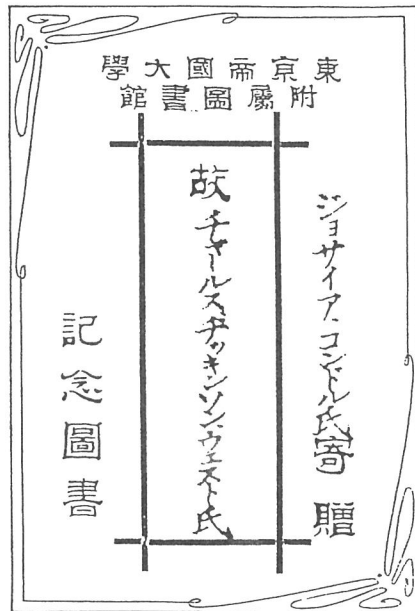 東京帝國大學
附屬圖書館
ジョサイア・コンドル氏寄贈
故チャールス・ヂッキンソン・ウェスト氏
記念圖書